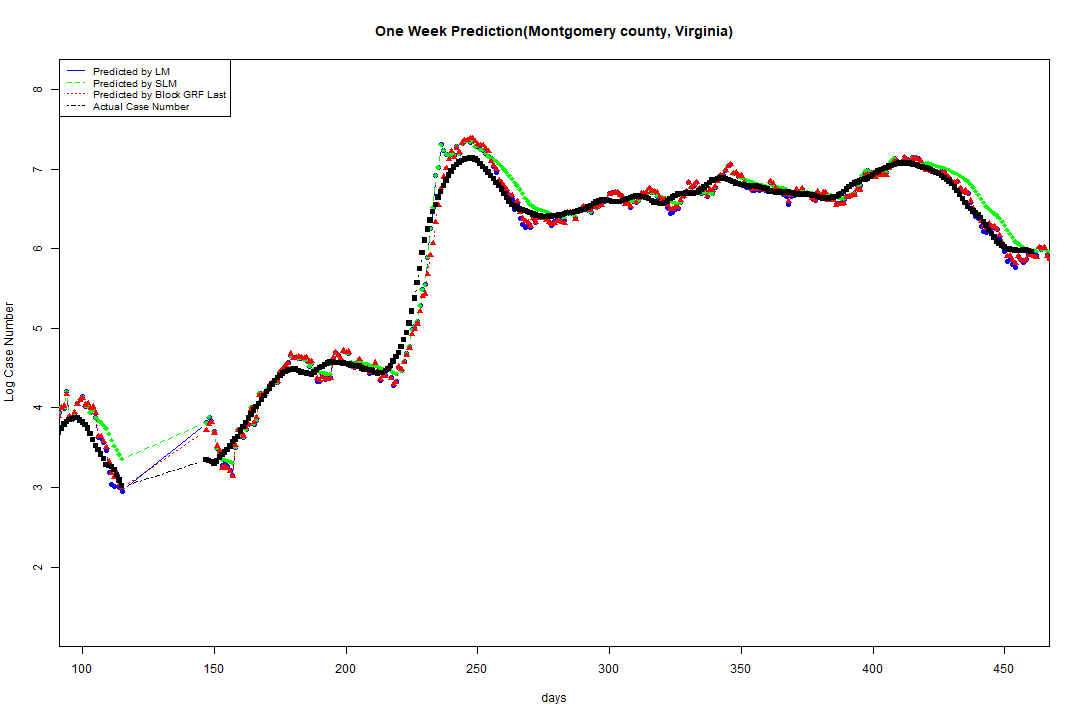 One Week Prediction(Montgomery county, Virginia)
Predicted by LM
Predicted by SLM
Predicted by Block GRF Last
Actual Case Number
Log Case Number
8
7
6
5
4
3
2
100 150 200 250 300 350 400 450
days